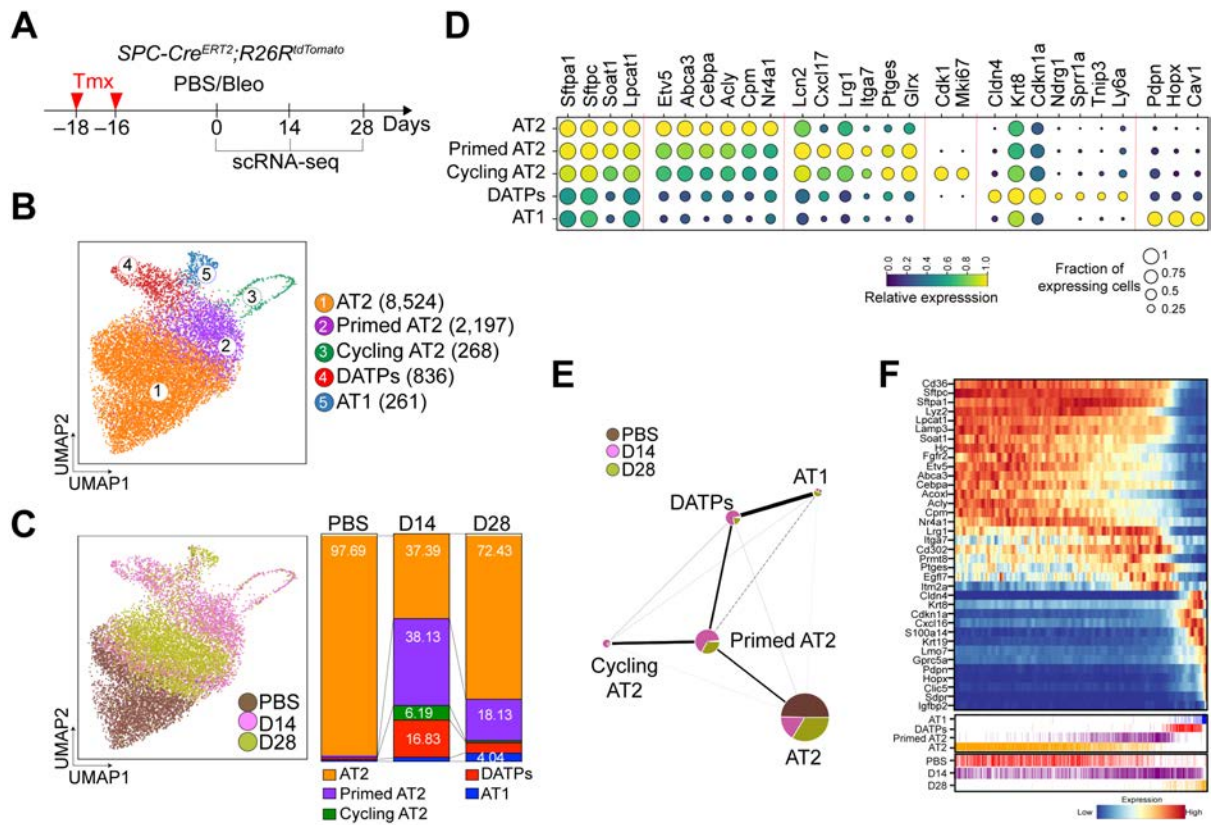 A
SPC-CreERT2;R26RtdTomato
PBS/Bleo
Tmx
−18 −16 0 14 28 Days
scRNA-seq
B
4
5
3
2
1
UMAP2
UMAP1
1 AT2 (8,524)
2 Primed AT2 (2,197)
3 Cycling AT2 (268)
4 DATPs (836)
5 AT1 (261)
C
UMAP2
UMAP1
PBS
D14
D28
PBS D14 D28
97.69 37.39 72.43
38.13
6.19 18.13
16.83
4.04
AT2 DATPs
Primed AT2 AT1
Cycling AT2
D
Sftpa1
Sftpc
Soat1
Lpcat1
Etv5
Abca3
Cebpa
Acly
Cpm
Nr4a1
Lcn2
Cxcl17
Lrg1
Itga7
Ptges
Glrx
Cdk1
Mki67
Cldn4
Krt8
Cdkn1a
Ndrg1
Sprr1a
Tnip3
Ly6a
Pdpn
Hopx
Cav1
AT2
Primed AT2
Cycling AT2
DATPs
AT1
0.0 0.2 0.4 0.6 0.8 1.0
Relative expresssion
Fraction of
expressing cells
1
0.75
0.5
0.25
E
PBS
D14
D28
AT1
DATPs
Primed AT2
Cycling
AT2
AT2
F
Cd36
Sftpc
Sftpa1
Lyz2
Lpcat1
Lamp3
Soat1
Hc
Fgfr2
Etv5
Abca3
Cebpa
Acoxl
Acly
Cpm
Nr4a1
Lrg1
Itga7
Cd302
Prmt8
Ptges
Egfl7
Itm2a
Cldn4
Krt8
Cdkn1a
Cxcl16
S100a14
Krt19
Lmo7
Gprc5a
Pdpn
Hopx
Clic5
Sdpr
Igfbp2
AT1
DATPs
Primed AT2
AT2
PBS
D14
D28
Expression
Low High